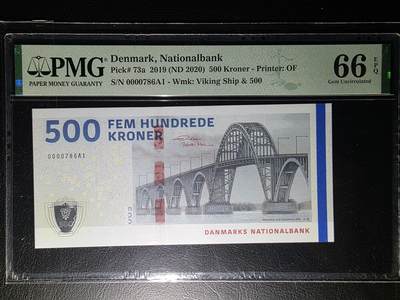 PMG
PAPER MONEY GUARANTY
Denmark, Nationalbank
Pick# 73a 2019 (ND 2020) 500 Kroner - Printer: OF
S/N 0000786A1 - Wmk: Viking Ship & 500
66 EPQ
Gem Uncirculated
500 FEM HUNDREDE
KRONER
0000786A1
500
DANMARKS NATIONALBANK